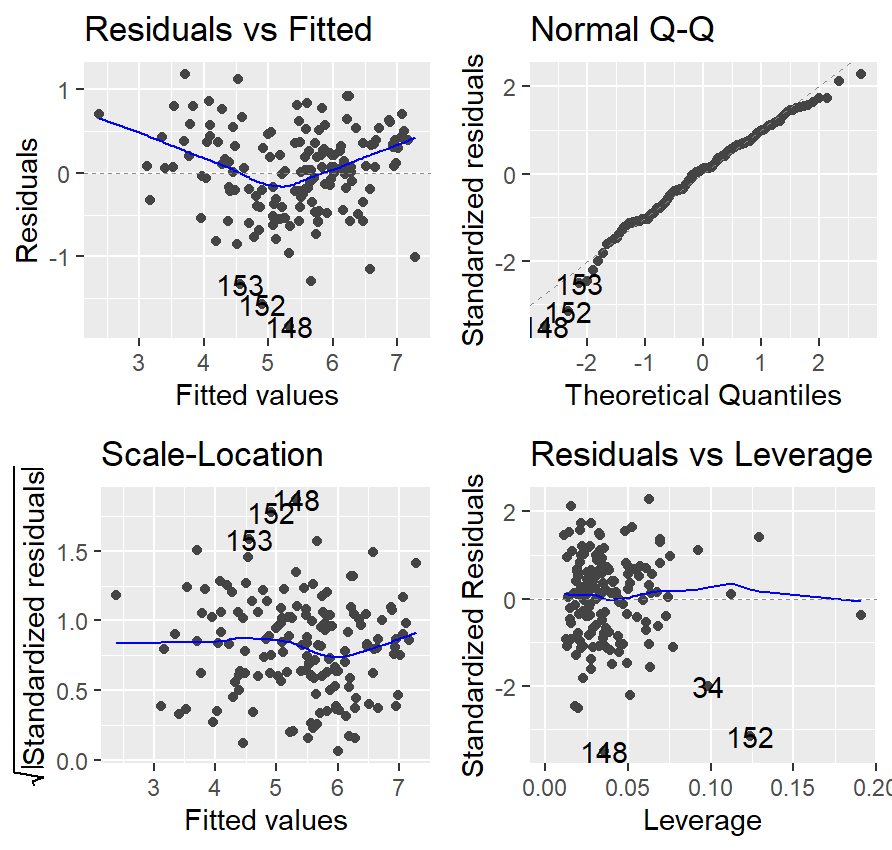 Residuals vs Fitted
Residuals
1
0
-1
153
152
148
3 4 5 6 7
Fitted values
Normal Q-Q
Standardized residuals
2
0
-2
153
152
148
-2 -1 0 1 2
Theoretical Quantiles
Scale-Location
√|Standardized residuals|
1.5
1.0
0.5
0.0
148
152
153
3 4 5 6 7
Fitted values
Residuals vs Leverage
Standardized Residuals
2
0
-2
34
152
148
0.00 0.05 0.10 0.15 0.20
Leverage